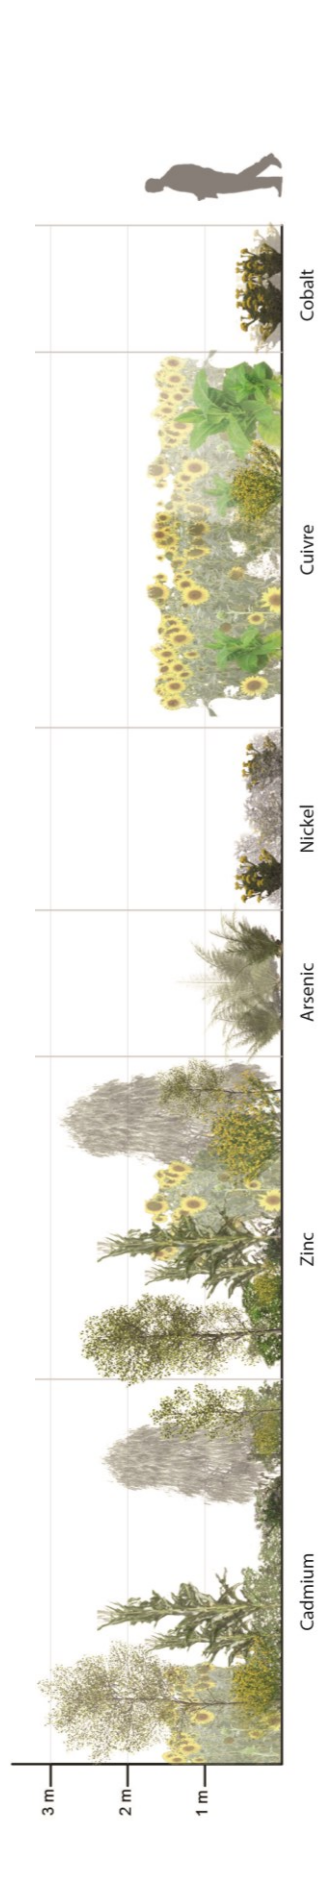 3 m
2 m
1 m
Cadmium
Zinc
Arsenic
Nickel
Cuivre
Cobalt